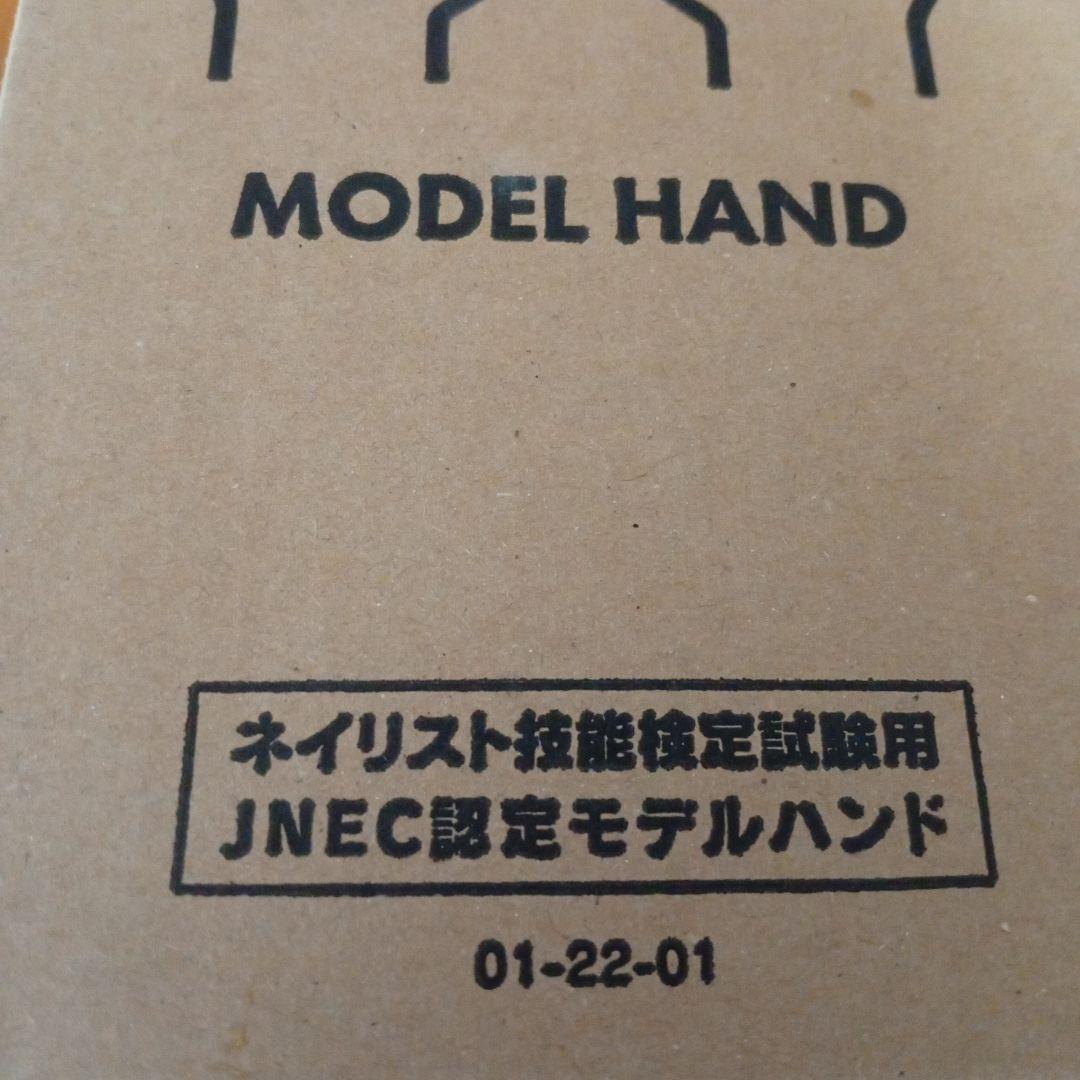 MODEL HAND
ネイリスト技能検定試験用
JNEC認定モデルハンド
01-22-01